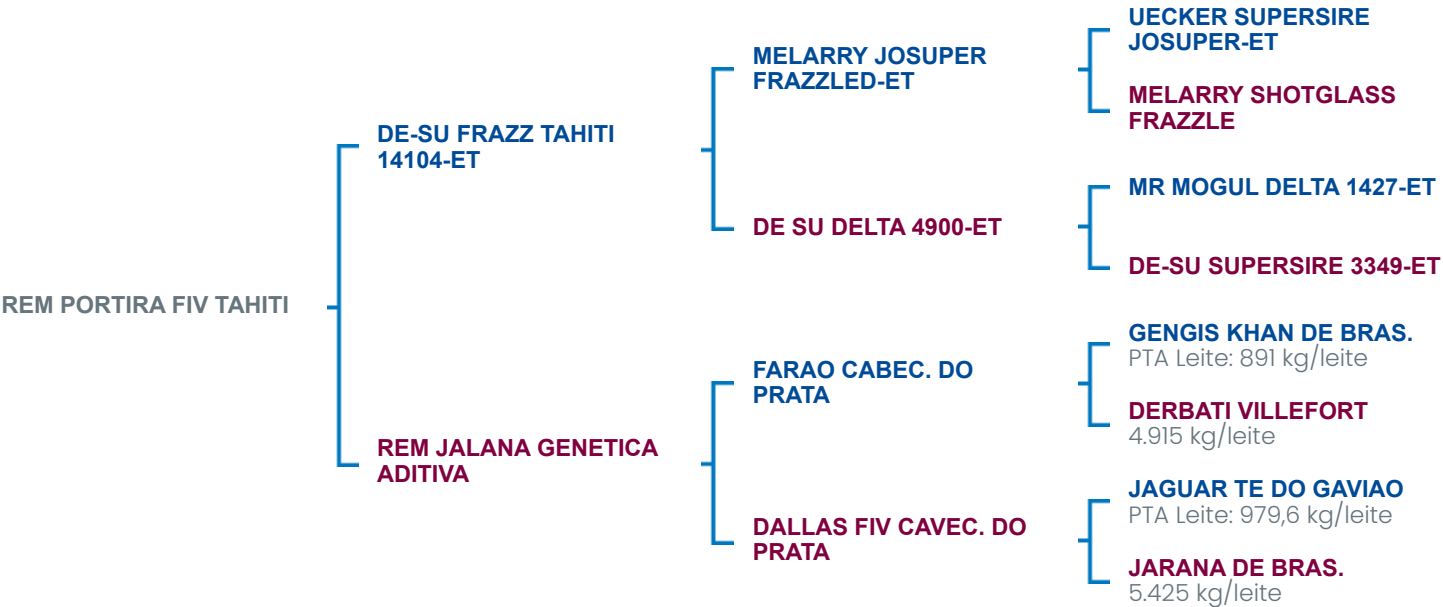 REM PORTIRA FIV TAHITI
DE-SU FRAZZ TAHITI
14104-ET
REM JALANA GENETICA
ADITIVA
MELARRY JOSUPER
FRAZZLED-ET
DE SU DELTA 4900-ET
FARAO CABEC. DO
PRATA
DALLAS FIV CAVEC. DO
PRATA
UECKER SUPERSIRE
JOSUPER-ET
MELARRY SHOTGLASS
FRAZZLE
MR MOGUL DELTA 1427-ET
DE-SU SUPERSIRE 3349-ET
GENGIS KHAN DE BRAS.
PTA Leite: 891 kg/leite
DERBATI VILLEFORT
4.915 kg/leite
JAGUAR TE DO GAVIAO
PTA Leite: 979,6 kg/leite
JARANA DE BRAS.
5.425 kg/leite